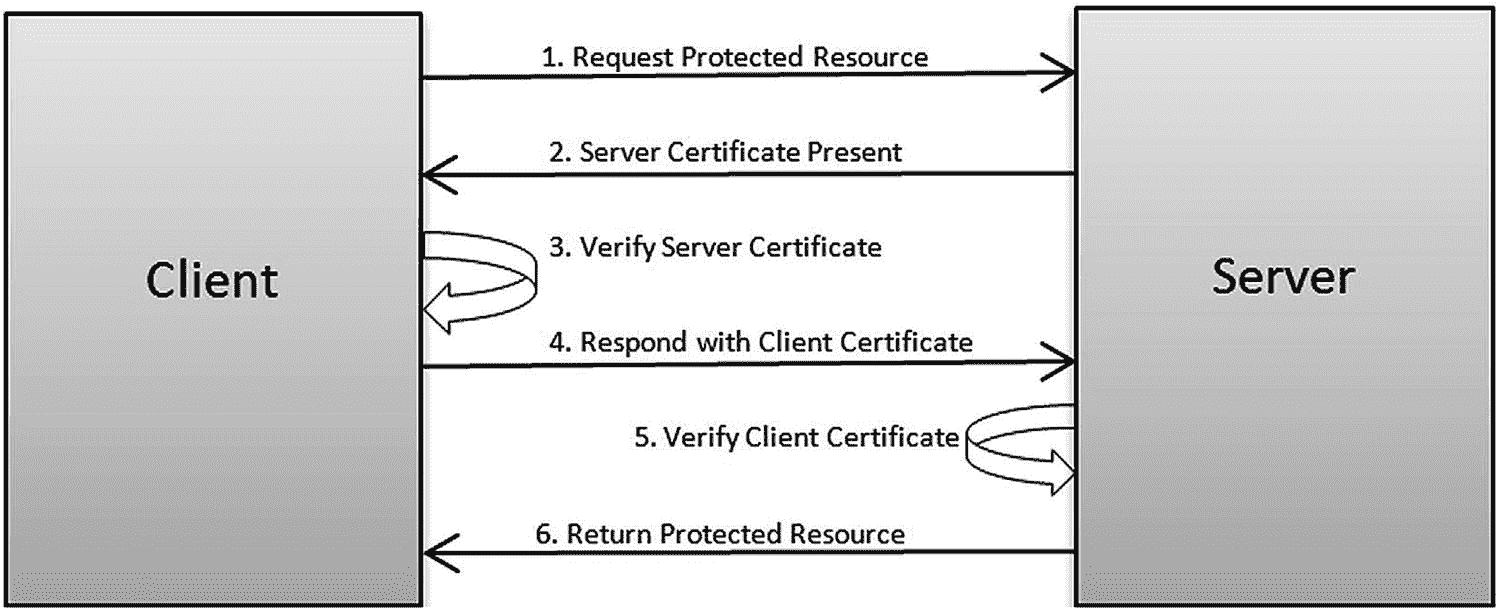 1. Request Protected Resource
2. Server Certificate Present
3. Verify Server Certificate
Client
Server
4. Respond with Client Certificate
5. Verify Client Certificate
6. Return Protected Resource